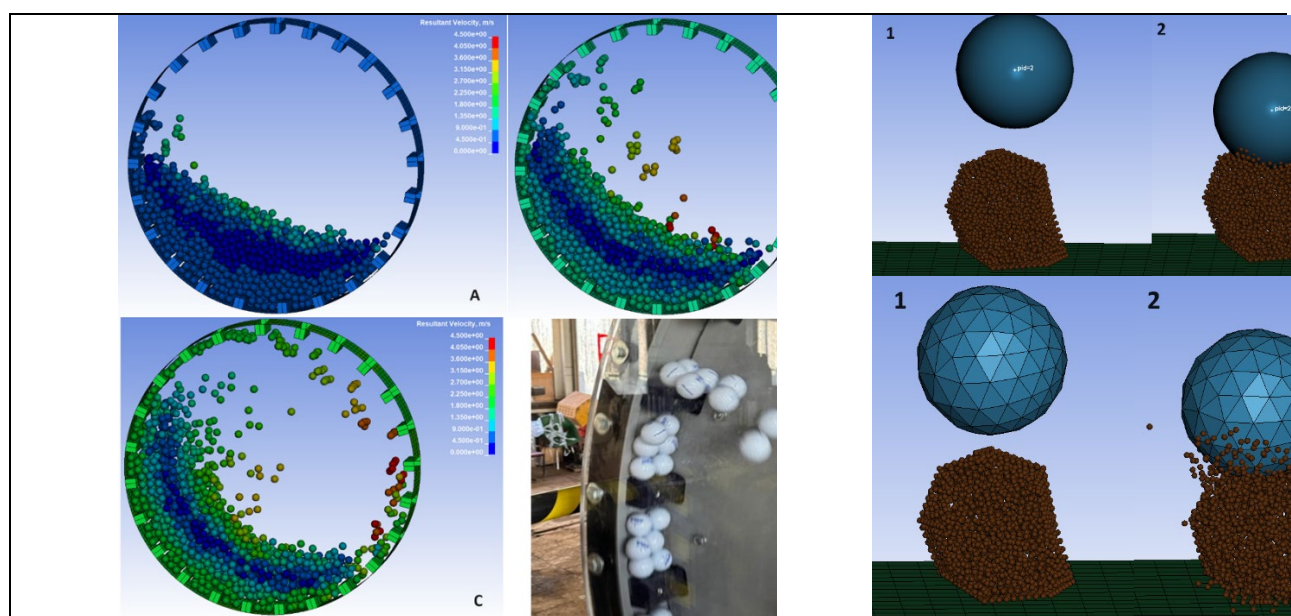 Resultant Velocity, m/s
4.500e+00
4.050e+00
3.600e+00
3.150e+00
2.700e+00
2.250e+00
1.800e+00
1.350e+00
9.000e-01
4.500e-01
0.000e+00
A
Resultant Velocity, m/s
4.500e+00
4.050e+00
3.600e+00
3.150e+00
2.700e+00
2.250e+00
1.800e+00
1.350e+00
9.000e-01
4.500e-01
0.000e+00
C
1
pid=2
2
pid=2
1
2